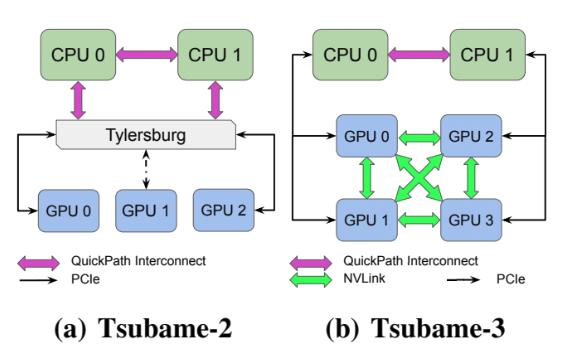 CPU 0
CPU 1
Tylersburg
GPU 0
GPU 1
GPU 2
QuickPath Interconnect
PCIe
(a) Tsubame-2
CPU 0
CPU 1
GPU 0
GPU 2
GPU 1
GPU 3
QuickPath Interconnect
NVLink
PCIe
(b) Tsubame-3